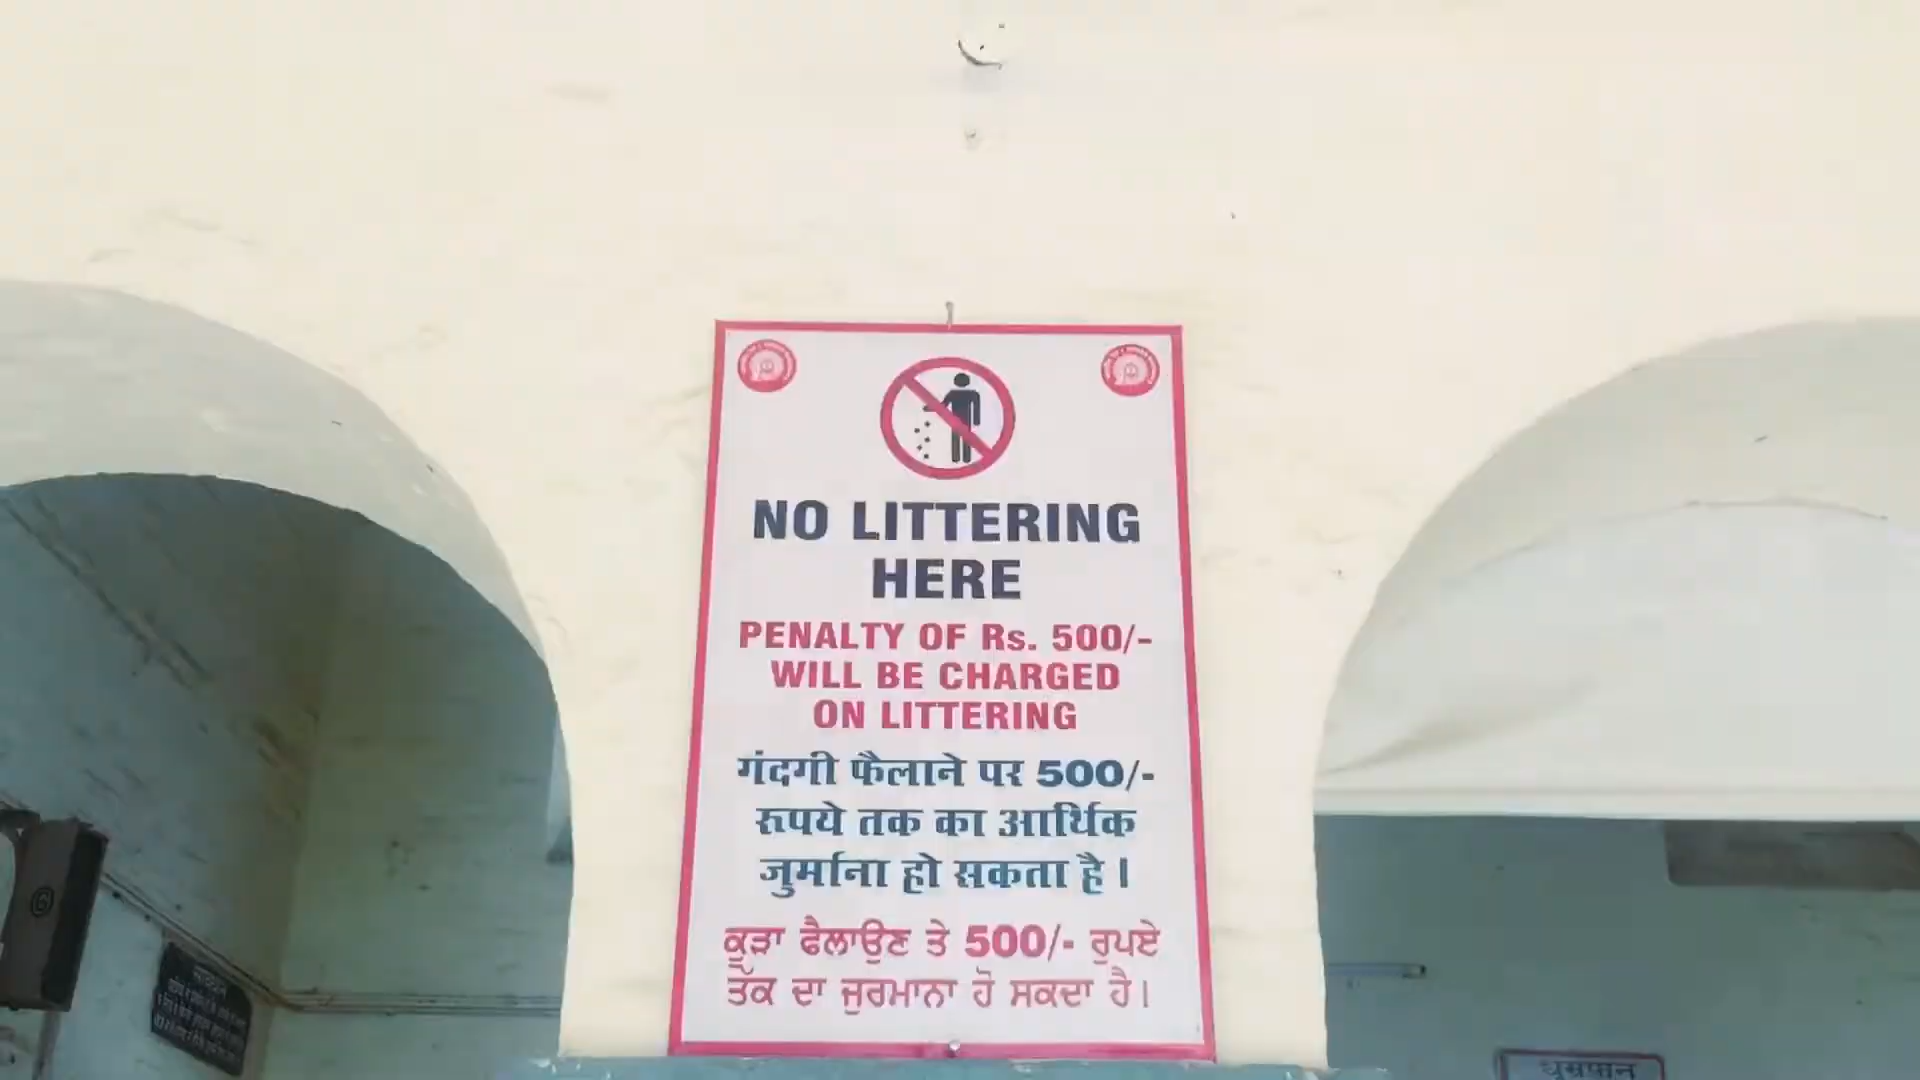 NO LITTERING
HERE
PENALTY OF Rs. 500/-
WILL BE CHARGED
ON LITTERING
गंदगी फैलाने पर 500/-
रूपये तक का आर्थिक
जुर्माना हो सकता है ।
ਕੂੜਾ ਫੈਲਾਉਣ ਤੇ 500/- ਰੁਪਏ
ਤੱਕ ਦਾ ਜੁਰਮਾਨਾ ਹੋ ਸਕਦਾ ਹੈ।
धूम्रपान